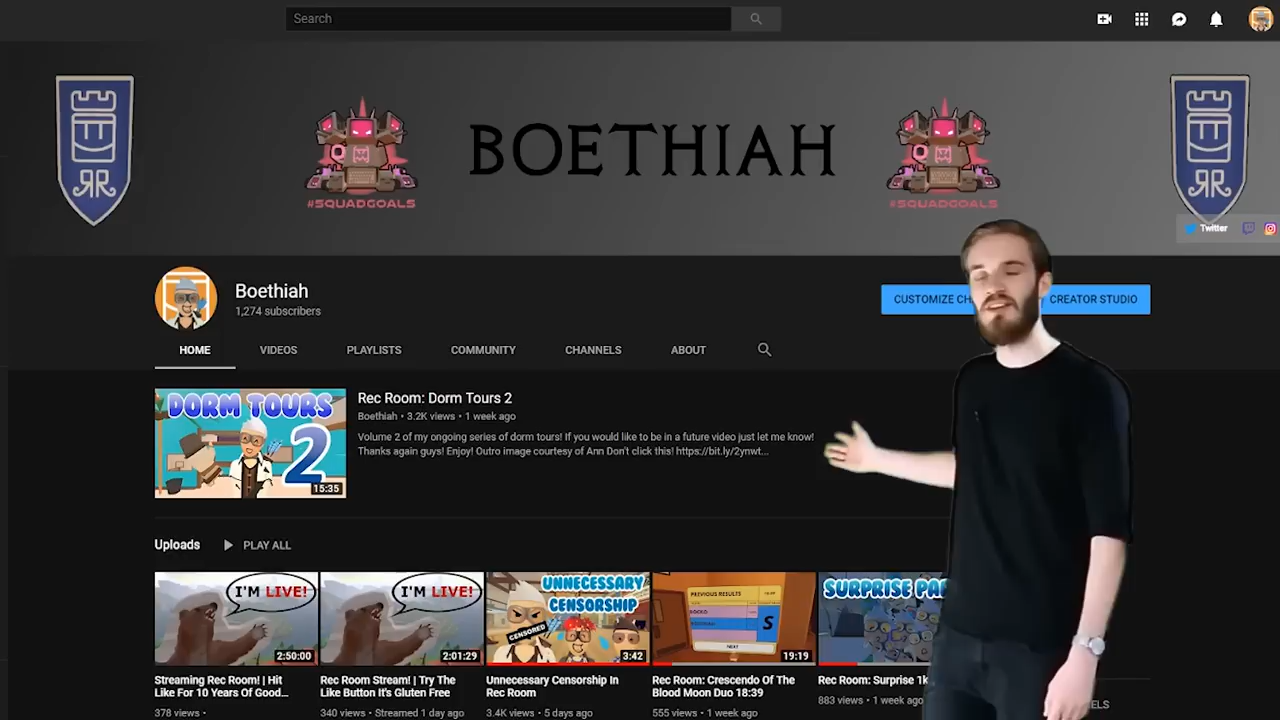 Search
BOETHIAH
#SQUADGOALS
#SQUADGOALS
Twitter
Boethiah
1,274 subscribers
CUSTOMIZE
CREATOR STUDIO
HOME
VIDEOS
PLAYLISTS
COMMUNITY
CHANNELS
ABOUT
DORM TOURS
2
15:35
Rec Room: Dorm Tours 2
Boethiah • 3.2K views • 1 week ago
Volume 2 of my ongoing series of dorm tours! If you would like to be in a future video just let me know!
Thanks again guys! Enjoy! Outro image courtesy of Ann Don't click this! https://bit.ly/2ynwt...
Uploads
PLAY ALL
I'M LIVE!
2:50:00
I'M LIVE!
2:01:29
UNNECESSARY
CENSORSHIP
CENSORED
3:42
PREVIOUS RESULTS
S
NEXT
19:19
SURPRISE
Streaming Rec Room! | Hit
Like For 10 Years Of Good...
378 views •
Rec Room Stream! | Try The
Like Button It's Gluten Free
340 views • Streamed 1 day ago
Unnecessary Censorship In
Rec Room
3.4K views • 5 days ago
Rec Room: Crescendo Of The
Blood Moon Duo 18:39
555 views • 1 week ago
Rec Room: Surprise 1k
883 views • 1 week ago